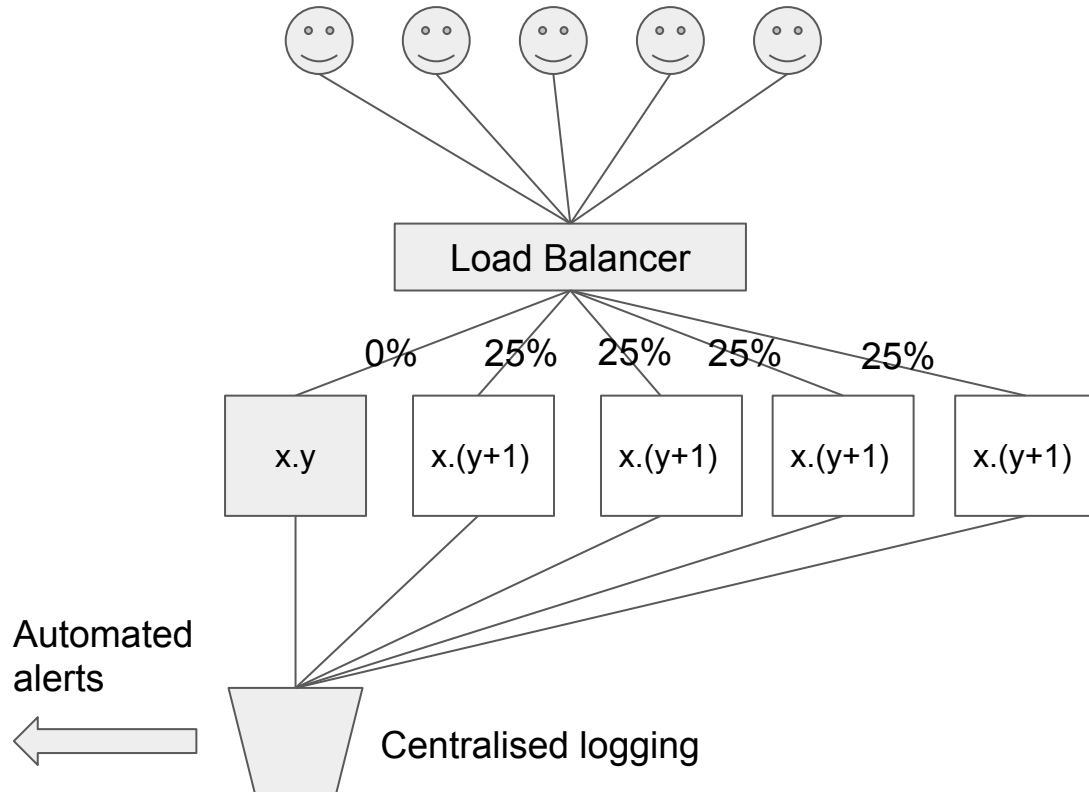 Load Balancer
0% 25% 25% 25% 25%
x.y x.(y+1) x.(y+1) x.(y+1) x.(y+1)
Automated
alerts
Centralised logging